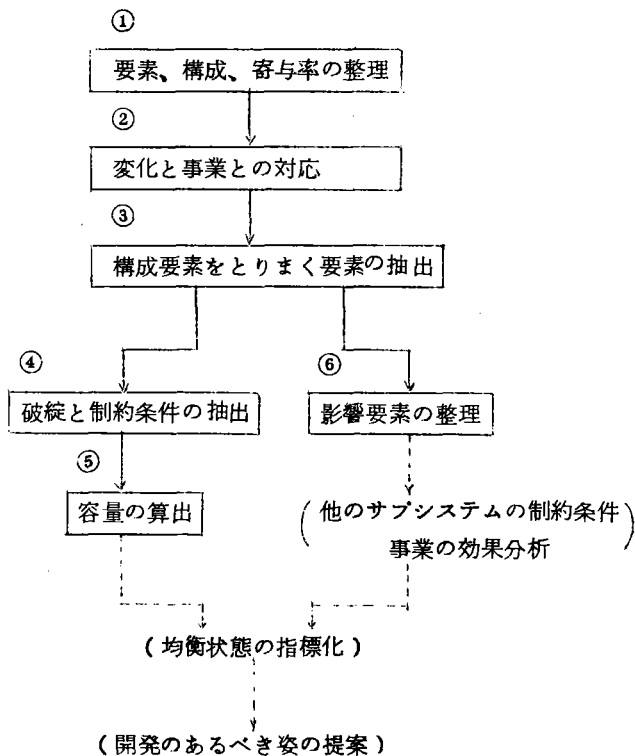 ①
要素、構成、寄与率の整理
②
変化と事業との対応
③
構成要素をとりまく要素の抽出
④
破綻と制約条件の抽出
⑤
容量の算出
⑥
影響要素の整理
(他のサブシステムの制約条件
事業の効果分析)
(均衡状態の指標化)
(開発のあるべき姿の提案)